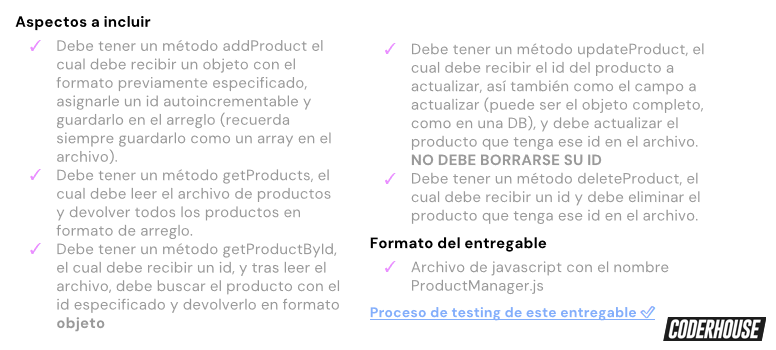 Aspectos a incluir
✓ Debe tener un método addProduct el
cual debe recibir un objeto con el
formato previamente especificado,
asignarle un id autoincrementable y
guardarlo en el arreglo (recuerda
siempre guardarlo como un array en el
archivo).
✓ Debe tener un método getProducts, el
cual debe leer el archivo de productos
y devolver todos los productos en
formato de arreglo.
✓ Debe tener un método getProductById,
el cual debe recibir un id, y tras leer el
archivo, debe buscar el producto con el
id especificado y devolverlo en formato
objeto
✓ Debe tener un método updateProduct, el
cual debe recibir el id del producto a
actualizar, así también como el campo a
actualizar (puede ser el objeto completo,
como en una DB), y debe actualizar el
producto que tenga ese id en el archivo.
NO DEBE BORRARSE SU ID
✓ Debe tener un método deleteProduct, el
cual debe recibir un id y debe eliminar el
producto que tenga ese id en el archivo.
Formato del entregable
✓ Archivo de javascript con el nombre
ProductManager.js
Proceso de testing de este entregable ✅
CODERHOUSE